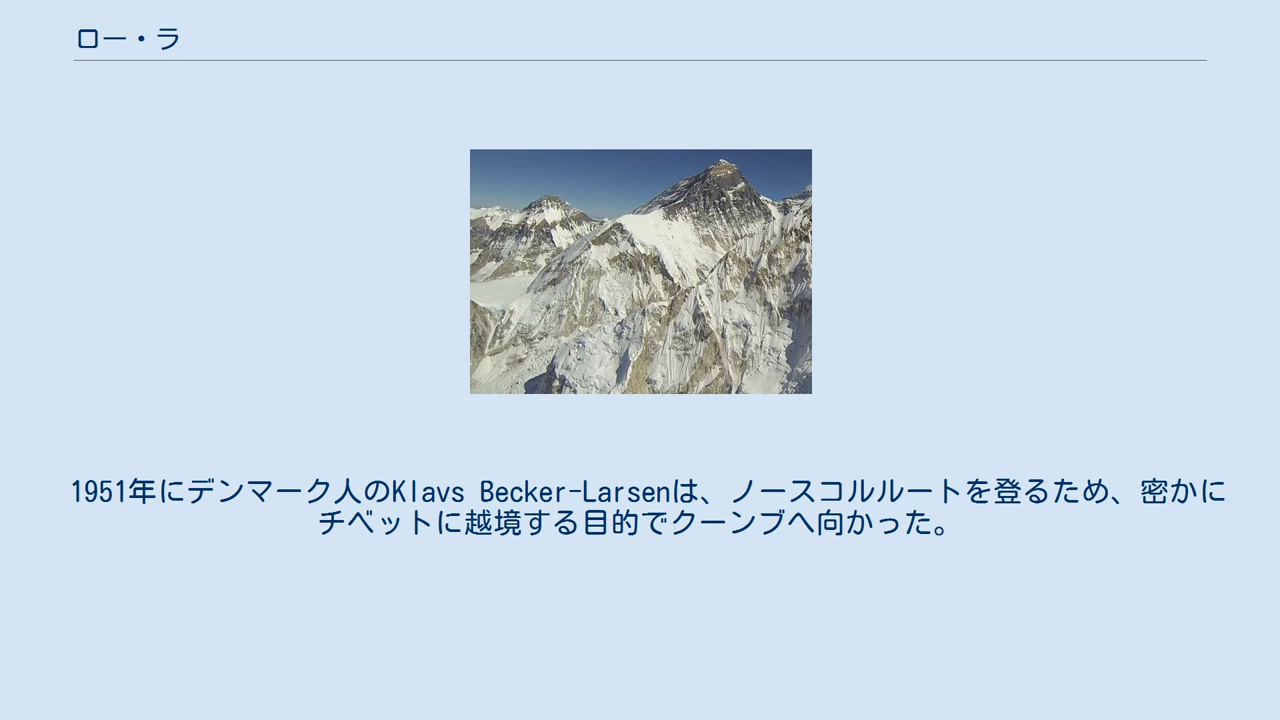 ロー・ラ
1951年にデンマーク人のKlavs Becker-Larsenは、ノースコルルートを登るため、密かに
チベットに越境する目的でクーンブへ向かった。